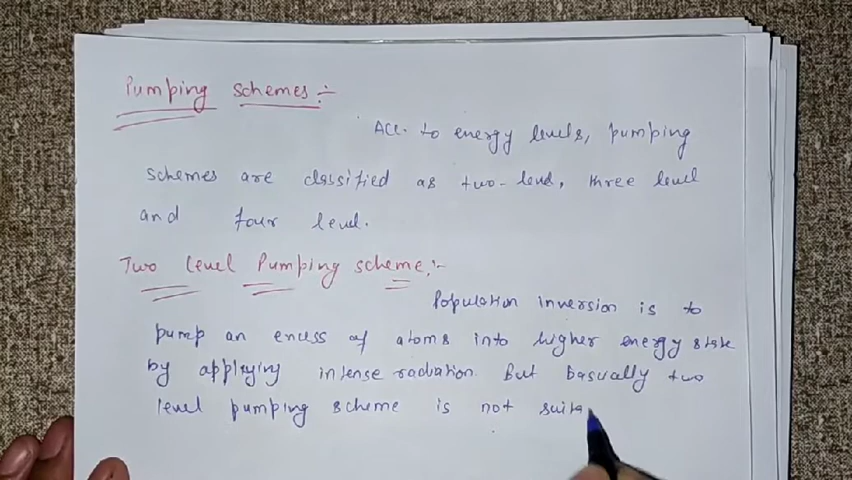 Pumping schemes :-
Acc. to energy levels, pumping
schemes are classified as two-level, three level
and four level.
Two level Pumping scheme :-
Population inversion is to
pump an excess of atoms into higher energy state
by applying intense radiation. But basically two
level pumping scheme is not suita